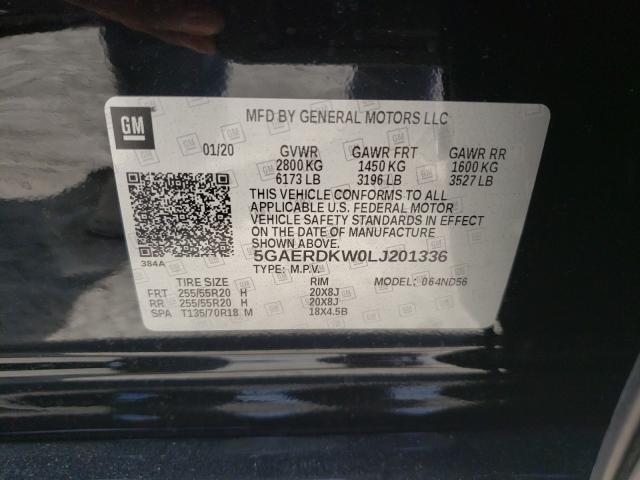 GM
MFD BY GENERAL MOTORS LLC
01/20 GVWR GAWR FRT GAWR RR
2800 KG 1450 KG 1600 KG
6173 LB 3196 LB 3527 LB
THIS VEHICLE CONFORMS TO ALL
APPLICABLE U.S. FEDERAL MOTOR
VEHICLE SAFETY STANDARDS IN EFFECT
ON THE DATE OF MANUFACTURE
SHOWN ABOVE.
384A 5GAERDKW0LJ201336
TYPE: M.P.V. MODEL: 064ND56
TIRE SIZE RIM
FRT 255/55R20 H 20X8J
RR 255/55R20 H 20X8J
SPA T135/70R18 M 18X4.5B